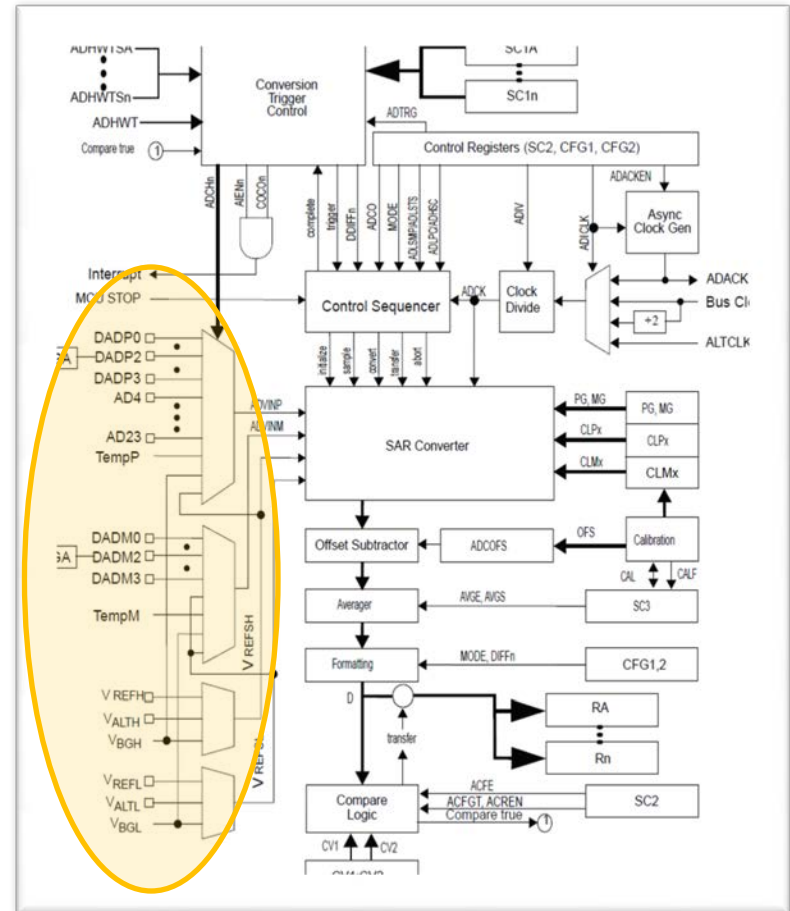 ADHWTSA
SC1A
ADHWTSn
Conversion
Trigger
Control
SC1n
ADHWT
ADTRG
Compare true
1
Control Registers (SC2, CFG1, CFG2)
ADCHn
AIENn
COCOn
complete
trigger
DDIFFn
ADCO
MODE
ADLSMP/ADLSTS
ADLPC/ADHSC
ADIV
ADICLK
ADACKEN
Async
Clock Gen
Interrupt
MCU STOP
Control Sequencer
ADCK
Clock
Divide
ADACK
Bus Cl
÷2
ALTCLK
initialize
sample
convert
transfer
abort
DADP0
DADP2
DADP3
AD4
AD23
TempP
ADVINP
ADVINM
SAR Converter
PG, MG
PG, MG
CLPx
CLPx
CLMx
CLMx
DADM0
GA
DADM2
DADM3
TempM
V REFSH
Offset Subtractor
ADCOFS
OFS
Calibration
CAL
CALF
Averager
AVGE, AVGS
SC3
Formatting
MODE, DIFFn
CFG1,2
V REFH
VALTH
VBGH
D
transfer
RA
Rn
VREFL
VALTL
VBGL
Compare
Logic
ACFE
ACFGT, ACREN
Compare true
1
SC2
CV1
CV2